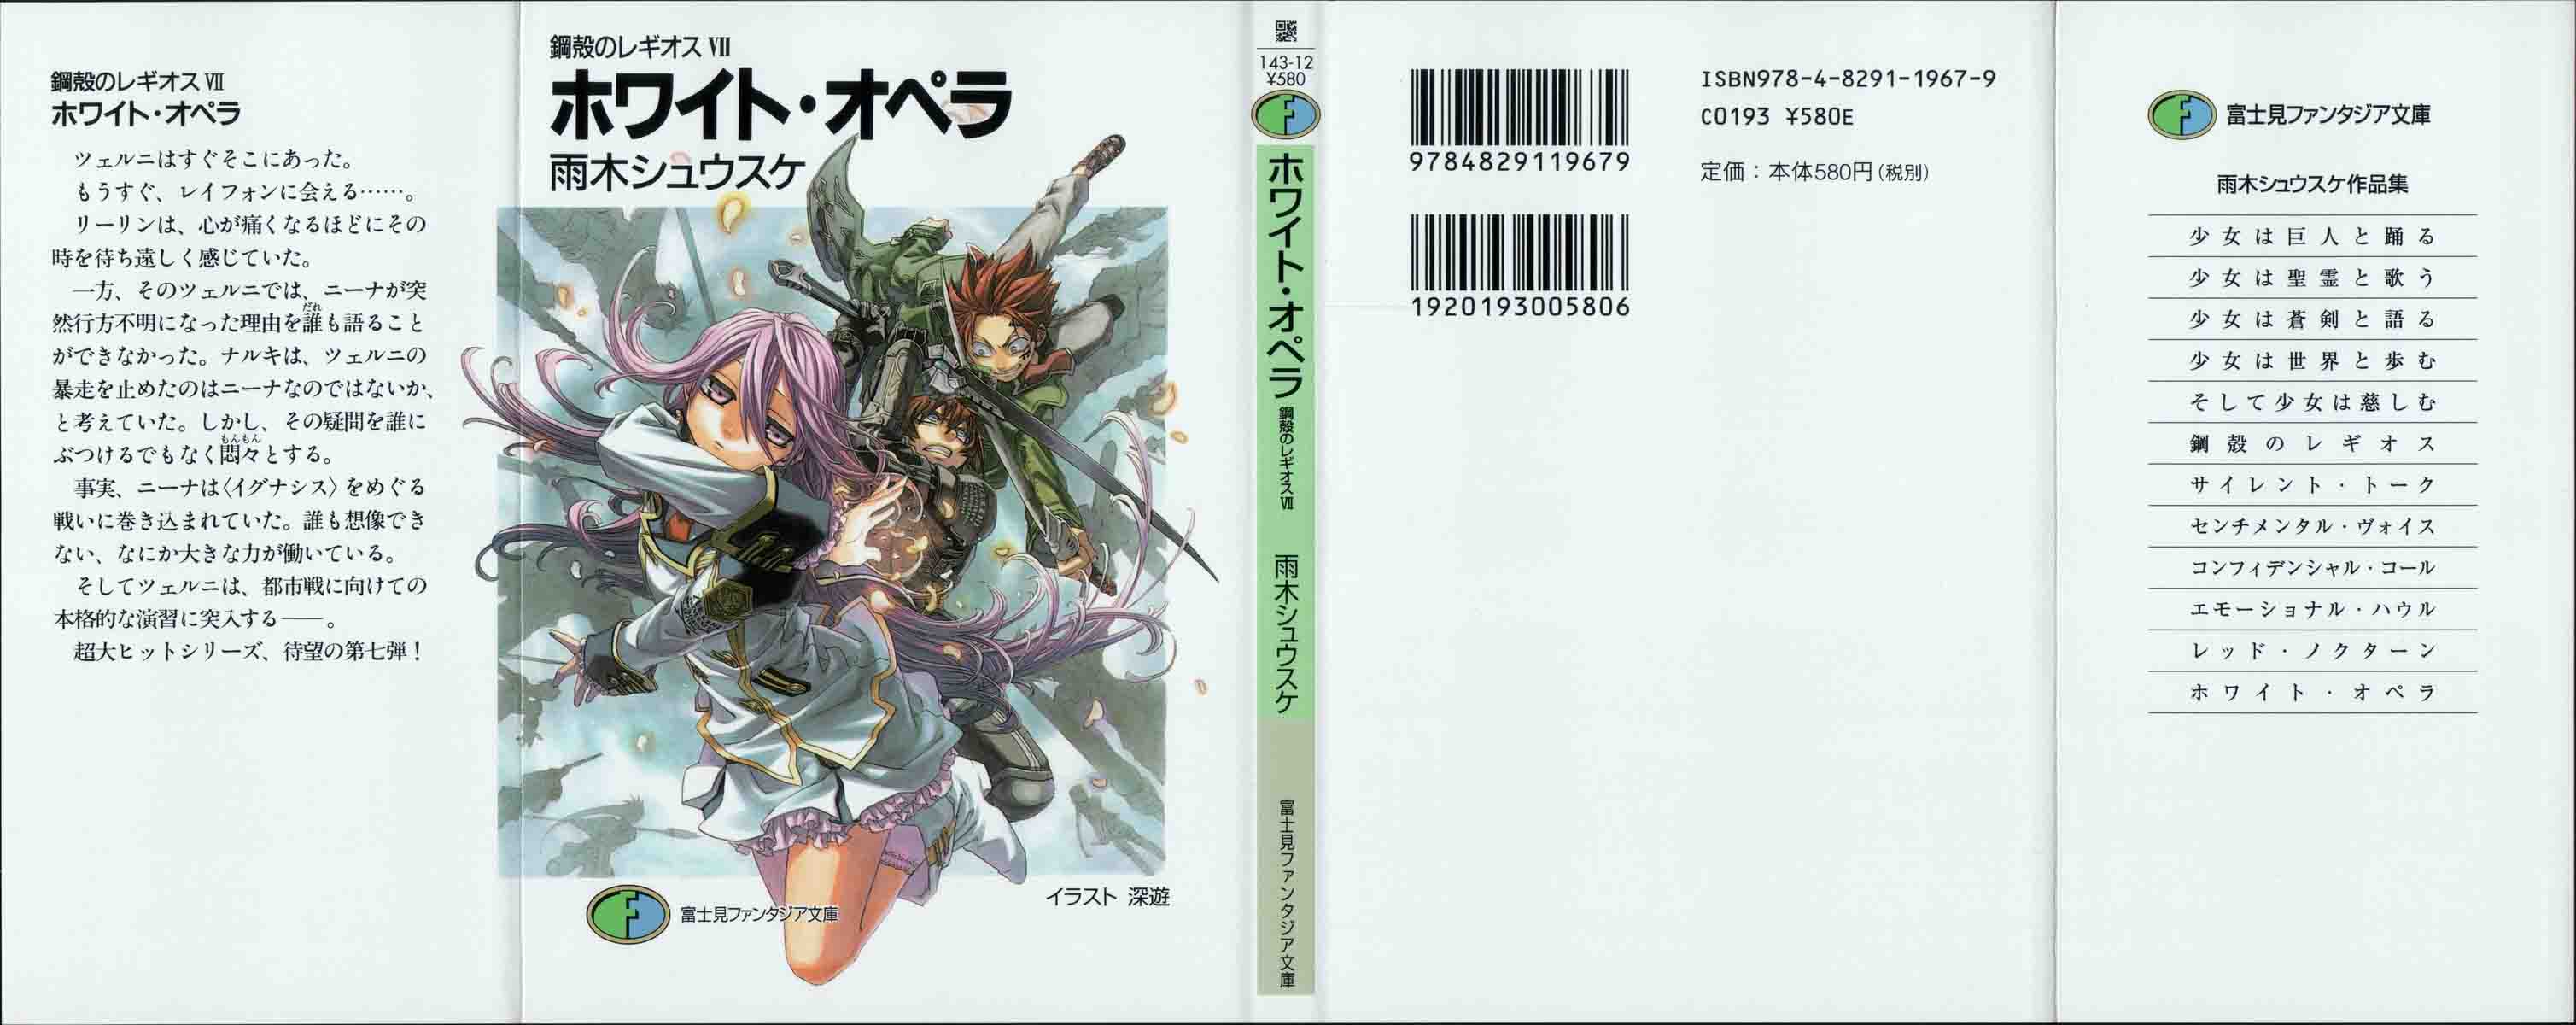 鋼殻のレギオス Ⅶ
ホワイト・オペラ
ツェルニはすぐそこにあった。
もうすぐ、レイフォンに会える……。
リーリンは、心が痛くなるほどにその
時を待ち遠しく感じていた。
一方、そのツェルニでは、ニーナが突
然行方不明になった理由を誰も語ること
だれ
ができなかった。ナルキは、ツェルニの
暴走を止めたのはニーナなのではないか、
と考えていた。しかし、その疑問を誰に
ぶつけるでもなく悶々とする。
もんもん
事実、ニーナは〈イグナシス〉をめぐる
戦いに巻き込まれていた。誰も想像でき
ない、なにか大きな力が働いている。
そしてツェルニは、都市戦に向けての
本格的な演習に突入する――。
超大ヒットシリーズ、待望の第七弾！
鋼殻のレギオス Ⅶ
ホワイト・オペラ
雨木シュウスケ
イラスト 深遊
富士見ファンタジア文庫
143-12
¥580
ホワイト・オペラ
鋼殻のレギオスⅦ
雨木シュウスケ
富士見ファンタジア文庫
9784829119679
1920193005806
ISBN978-4-8291-1967-9
C0193 ¥580E
定価：本体580円（税別）
富士見ファンタジア文庫
雨木シュウスケ作品集
少女は巨人と踊る
少女は聖霊と歌う
少女は蒼剣と語る
少女は世界と歩む
そして少女は慈しむ
鋼殻のレギオス
サイレント・トーク
センチメンタル・ヴォイス
コンフィデンシャル・コール
エモーショナル・ハウル
レッド・ノクターン
ホワイト・オペラ